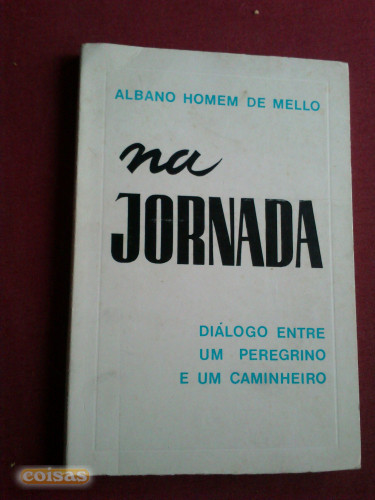 ALBANO HOMEM DE MELLO
na
JORNADA
DIÁLOGO ENTRE
UM PEREGRINO
E UM CAMINHEIRO
coisas